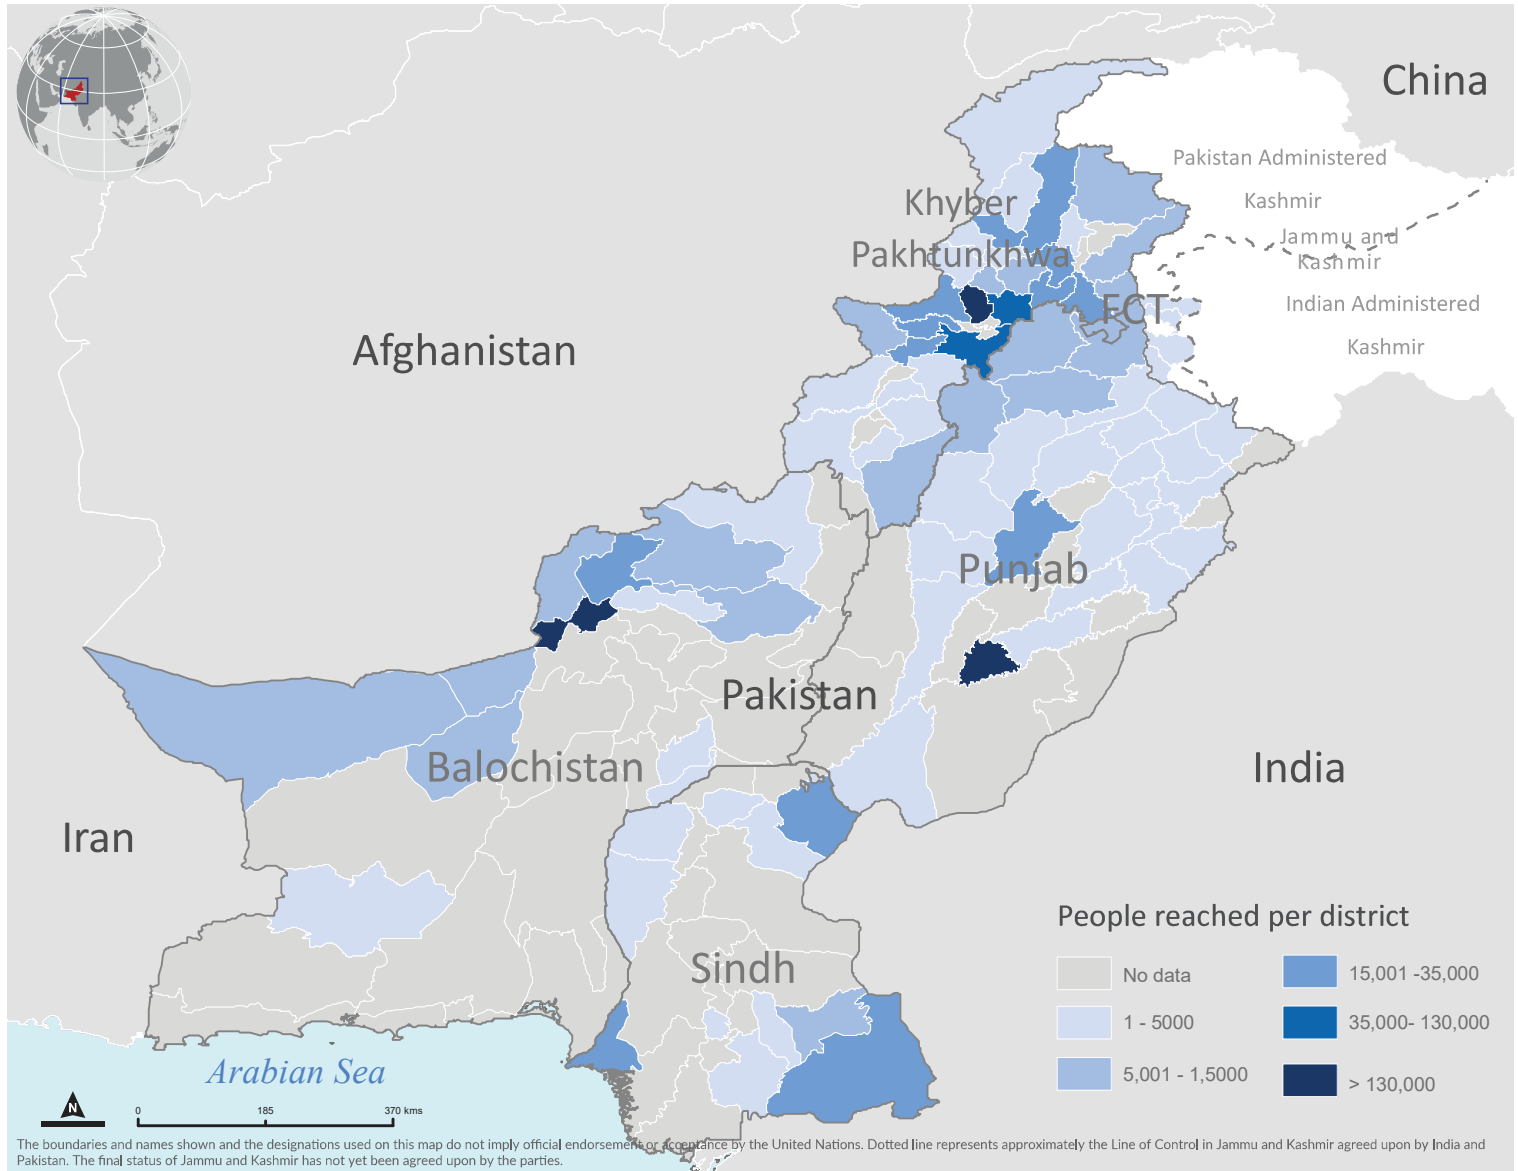 China
Pakistan Administered
Kashmir
Khyber
Jammu and
Kashmir
Pakhtunkhwa
FCT
Indian Administered
Kashmir
Afghanistan
Punjab
Pakistan
Balochistan
India
Iran
Sindh
Arabian Sea
People reached per district
No data
1 - 5000
5,001 - 1,5000
15,001 -35,000
35,000- 130,000
> 130,000
N
0 185 370 kms
The boundaries and names shown and the designations used on this map do not imply official endorsement or acceptance by the United Nations. Dotted line represents approximately the Line of Control in Jammu and Kashmir agreed upon by India and
Pakistan. The final status of Jammu and Kashmir has not yet been agreed upon by the parties.